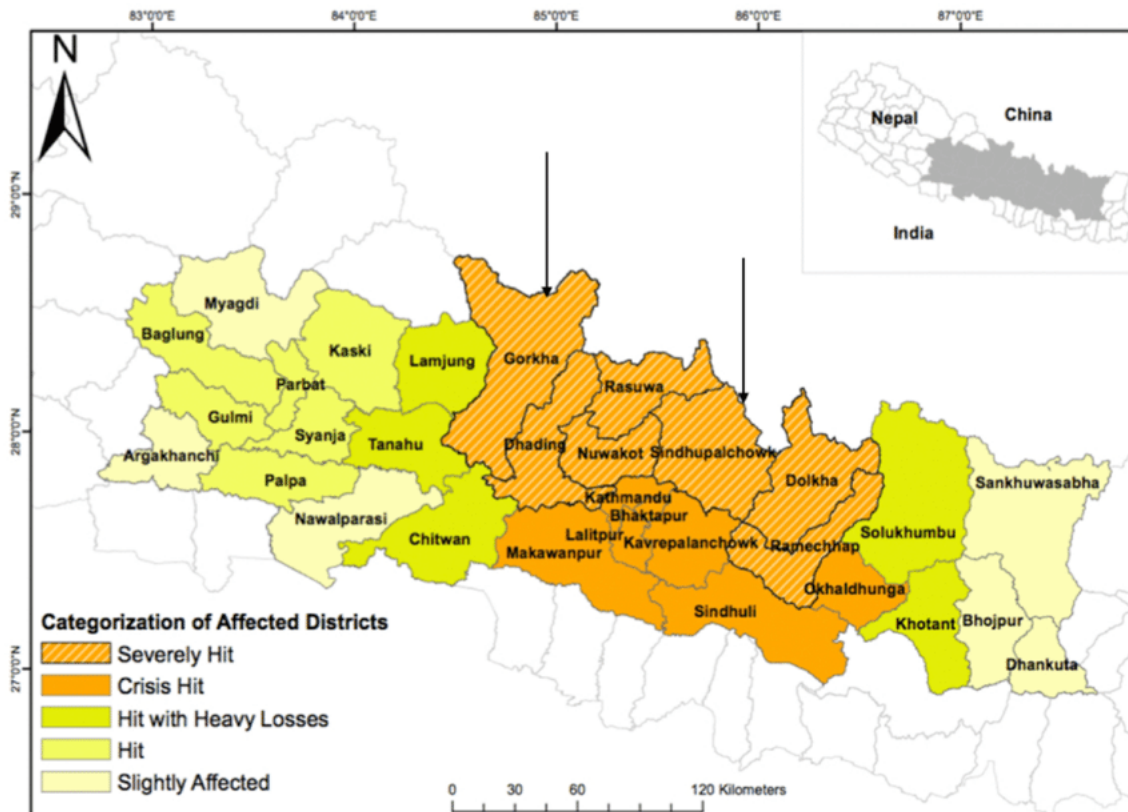 83°0'0"E 84°0'0"E 85°0'0"E 86°0'0"E 87°0'0"E
N
29°0'0"N
28°0'0"N
27°0'0"N
Nepal
China
India
Myagdi
Baglung
Kaski
Lamjung
Gorkha
Parbat
Rasuwa
Gulmi
Syanja
Tanahu
Dhading
Nuwakot
Sindhupalchowk
Argakhanchi
Palpa
Dolkha
Sankhuwasabha
Nawalparasi
Kathmandu
Bhaktapur
Chitwan
Lalitpur
Kavrepalanchowk
Ramechhap
Solukhumbu
Makawanpur
Okhaldhunga
Sindhuli
Khotant
Bhojpur
Dhankuta
Categorization of Affected Districts
Severely Hit
Crisis Hit
Hit with Heavy Losses
Hit
Slightly Affected
0 30 60 120 Kilometers